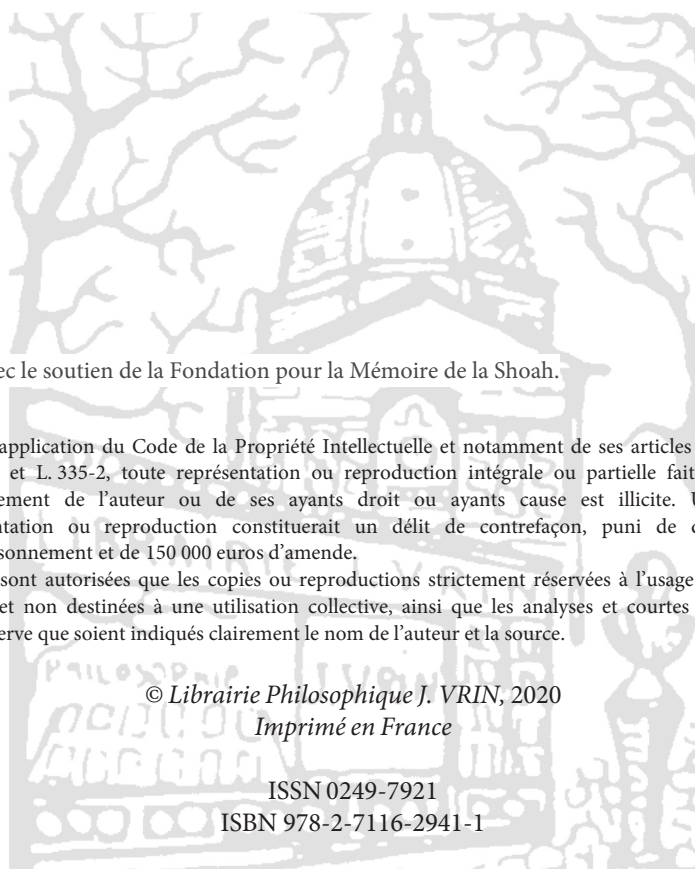 ec le soutien de la Fondation pour la Mémoire de la Shoah.
application du Code de la Propriété Intellectuelle et notamment de ses articles
et L. 335-2, toute représentation ou reproduction intégrale ou partielle fait
ement de l’auteur ou de ses ayants droit ou ayants cause est illicite. U
ntation ou reproduction constituerait un délit de contrefaçon, puni de d
sonnement et de 150 000 euros d’amende.
sont autorisées que les copies ou reproductions strictement réservées à l’usage
et non destinées à une utilisation collective, ainsi que les analyses et courtes
erve que soient indiqués clairement le nom de l’auteur et la source.
LIBRAIRIE VRIN
© Librairie Philosophique J. VRIN, 2020
Imprimé en France
ISSN 0249-7921
ISBN 978-2-7116-2941-1